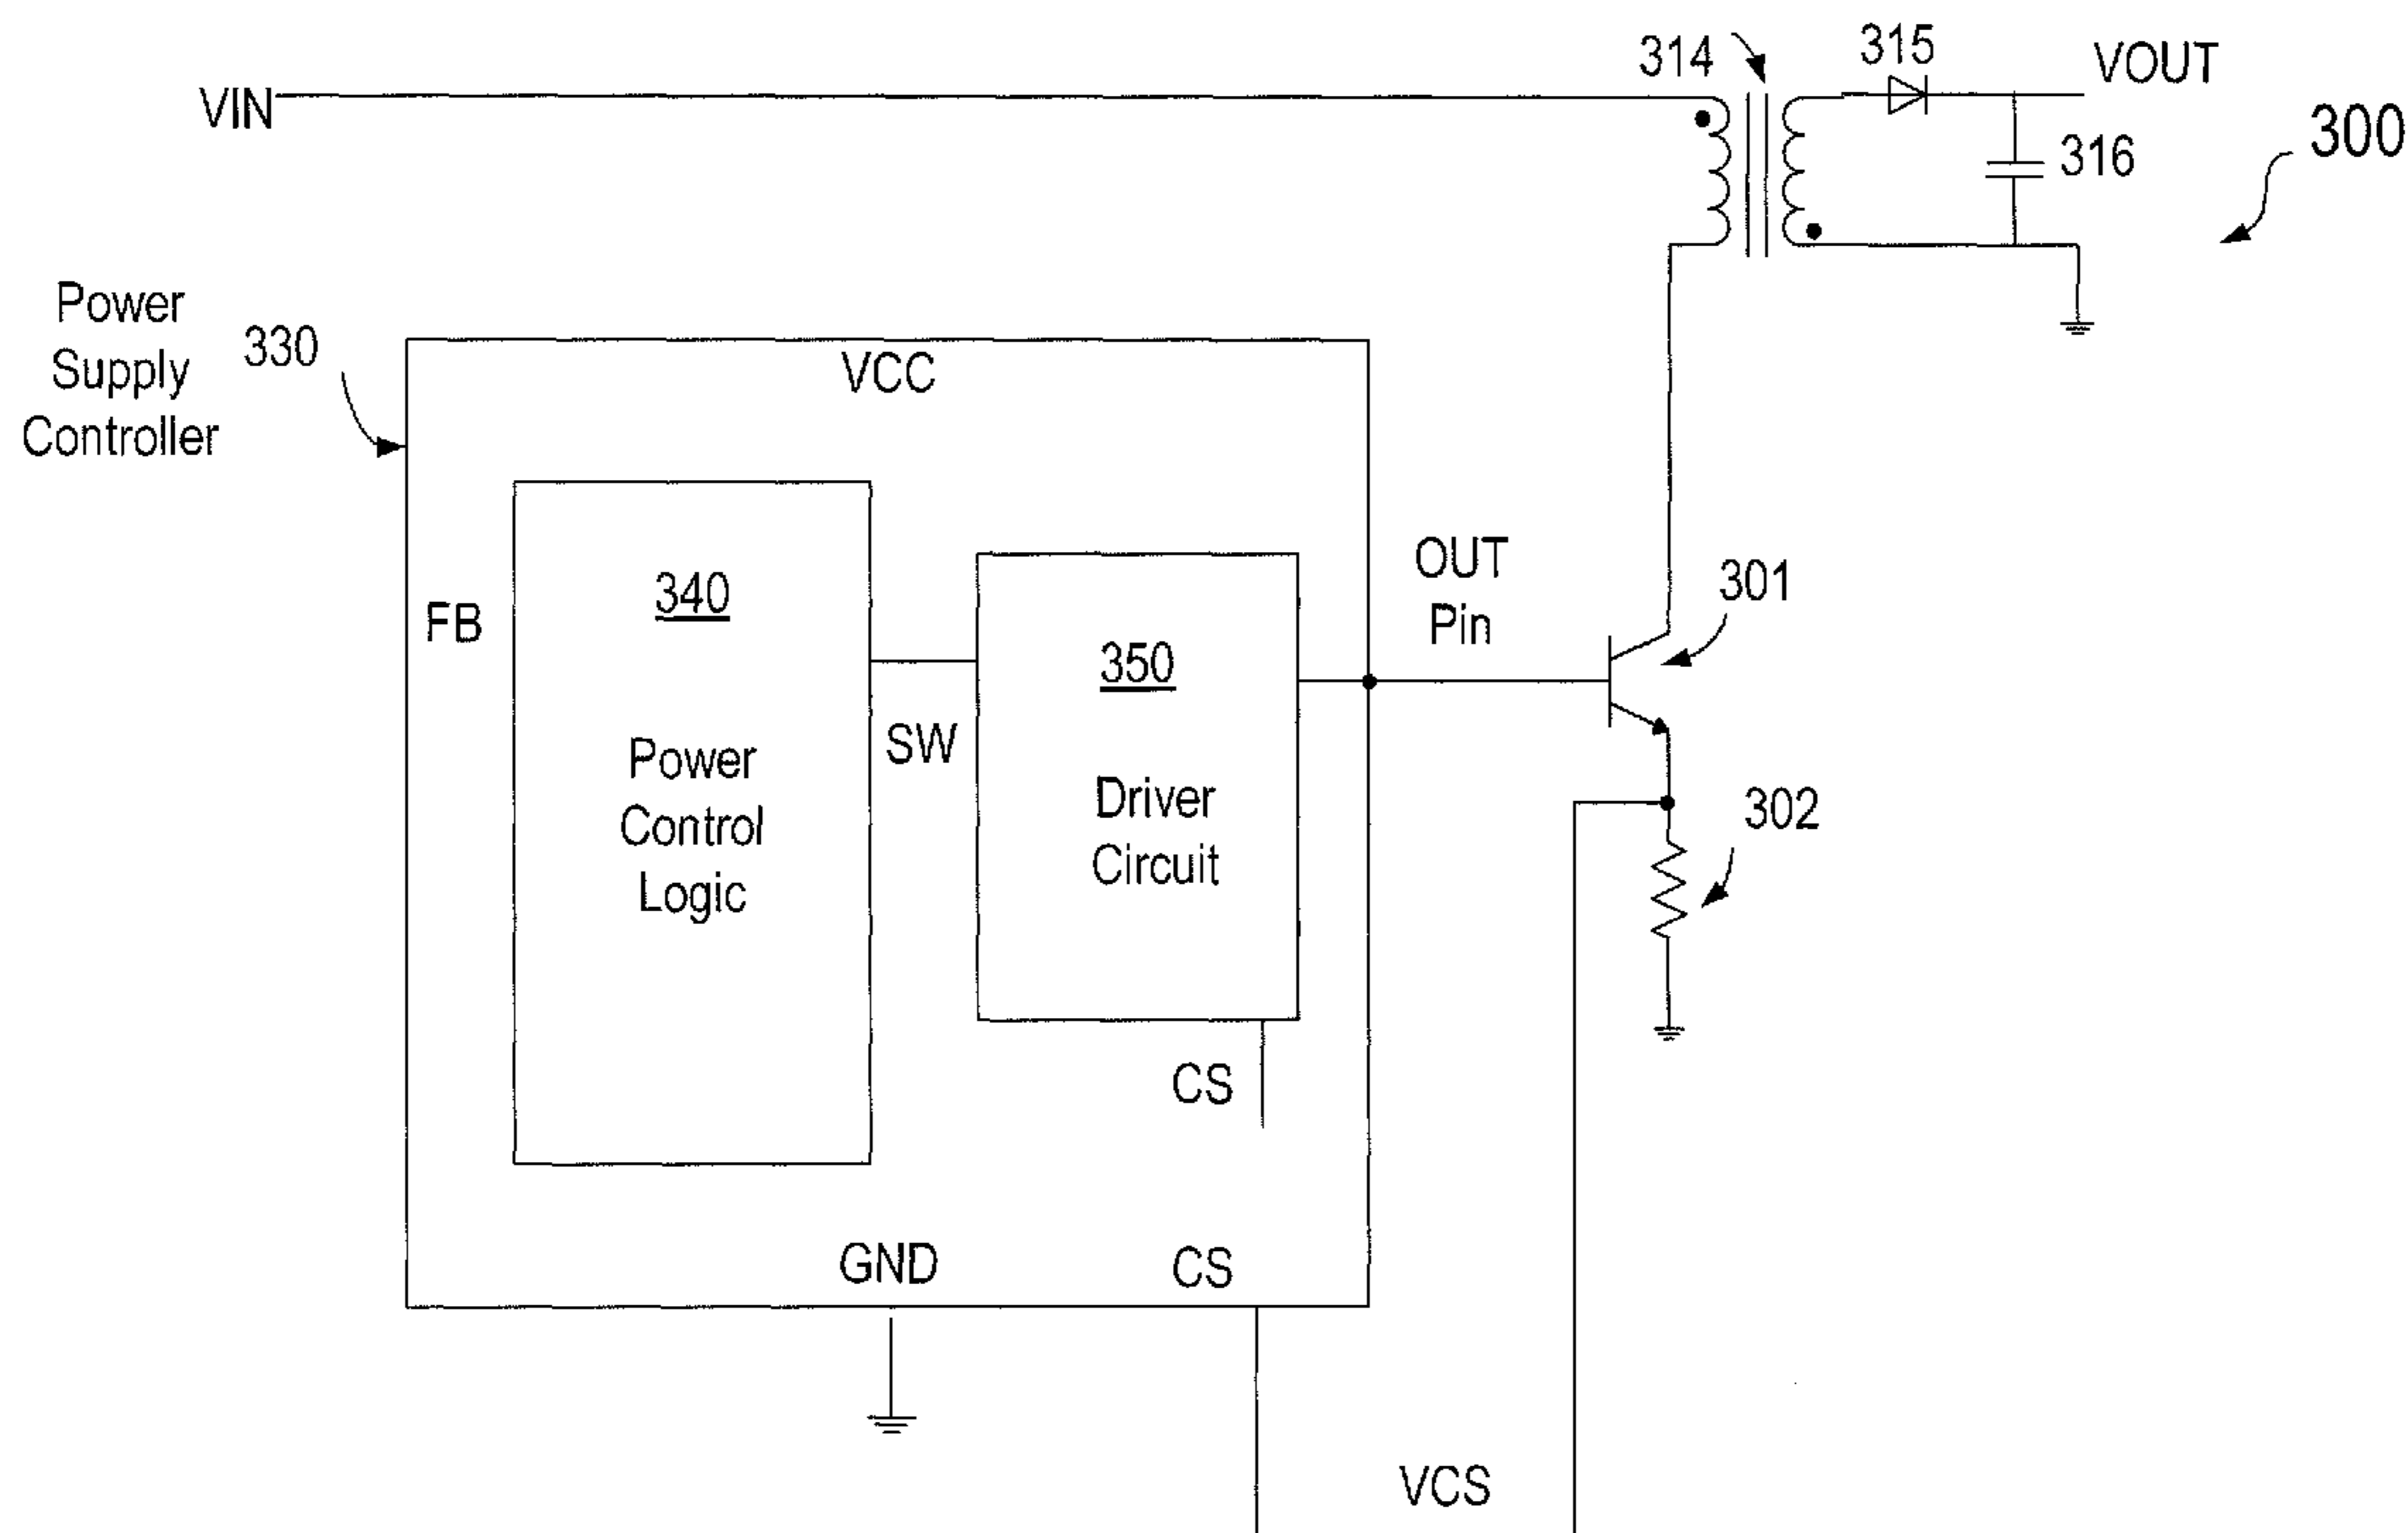 314
315
VOUT
VIN
316
300
Power
Supply
Controller
330
VCC
FB
340
Power
Control
Logic
SW
350
Driver
Circuit
OUT
Pin
301
302
CS
GND
CS
VCS